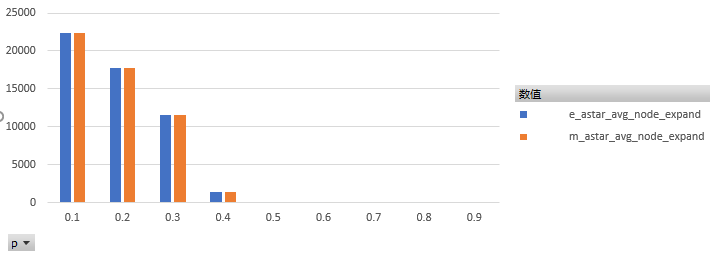 25000
20000
15000
10000
5000
0
0.1 0.2 0.3 0.4 0.5 0.6 0.7 0.8 0.9
p
数值
e_astar_avg_node_expand
m_astar_avg_node_expand